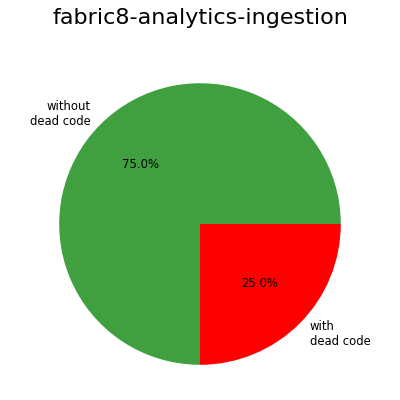 fabric8-analytics-ingestion
without
dead code
75.0%
25.0%
with
dead code